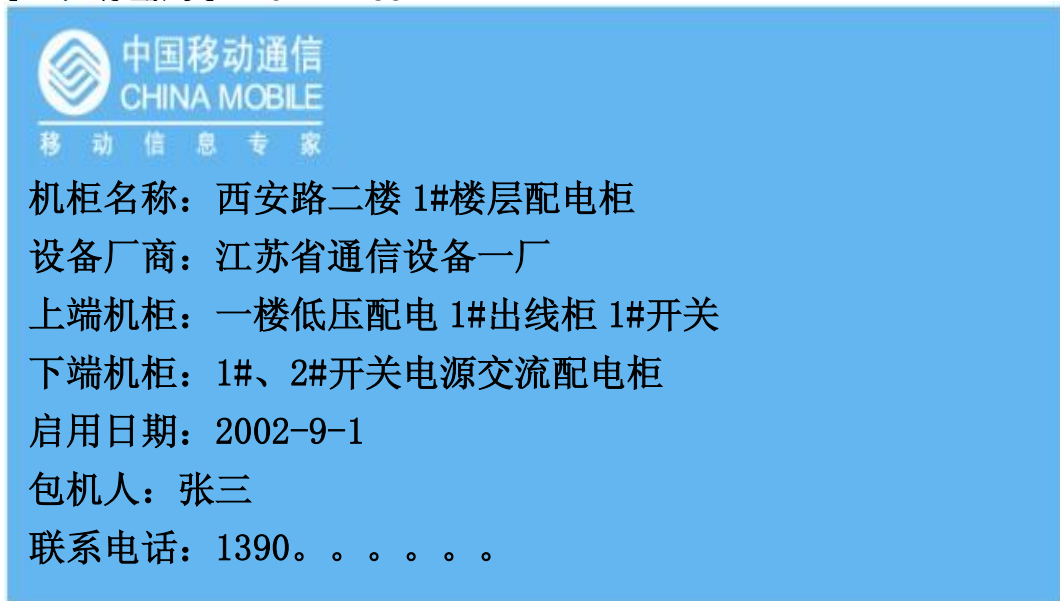 中国移动通信
CHINA MOBILE
移动信息专家
机柜名称：西安路二楼 1#楼层配电柜
设备厂商：江苏省通信设备一厂
上端机柜：一楼低压配电 1#出线柜 1#开关
下端机柜：1#、2#开关电源交流配电柜
启用日期：2002-9-1
包机人：张三
联系电话：1390。。。。。。